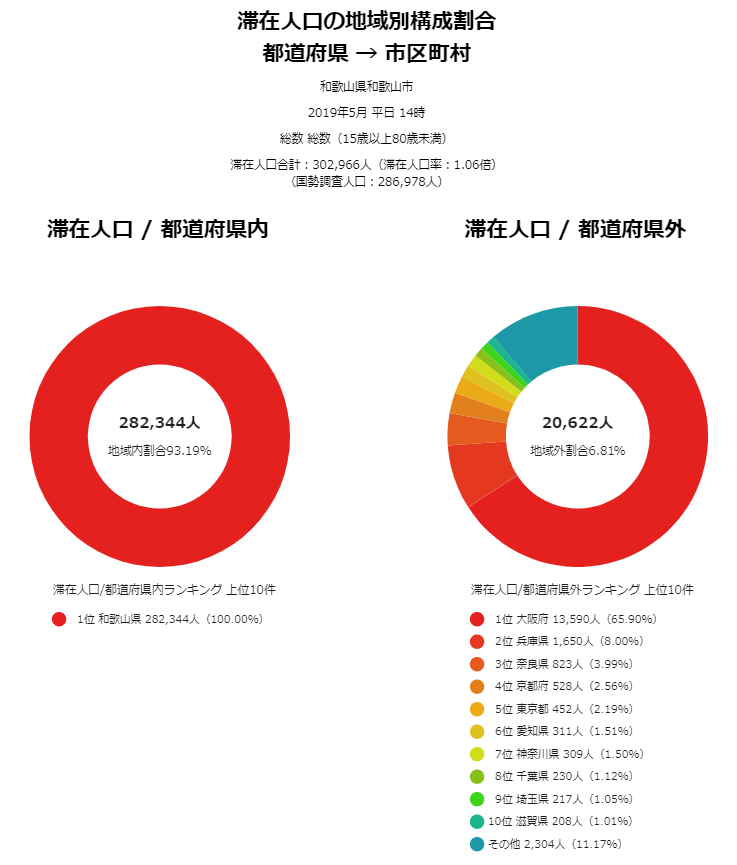 滞在人口の地域別構成割合
都道府県 → 市区町村
和歌山県和歌山市
2019年5月 平日 14時
総数 総数（15歳以上80歳未満）
滞在人口合計：302,966人（滞在人口率：1.06倍）
（国勢調査人口：286,978人）
滞在人口 / 都道府県内
282,344人
地域内割合93.19%
滞在人口/都道府県内ランキング 上位10件
1位 和歌山県 282,344人（100.00%）
滞在人口 / 都道府県外
20,622人
地域外割合6.81%
滞在人口/都道府県外ランキング 上位10件
1位 大阪府 13,590人（65.90%）
2位 兵庫県 1,650人（8.00%）
3位 奈良県 823人（3.99%）
4位 京都府 528人（2.56%）
5位 東京都 452人（2.19%）
6位 愛知県 311人（1.51%）
7位 神奈川県 309人（1.50%）
8位 千葉県 230人（1.12%）
9位 埼玉県 217人（1.05%）
10位 滋賀県 208人（1.01%）
その他 2,304人（11.17%）